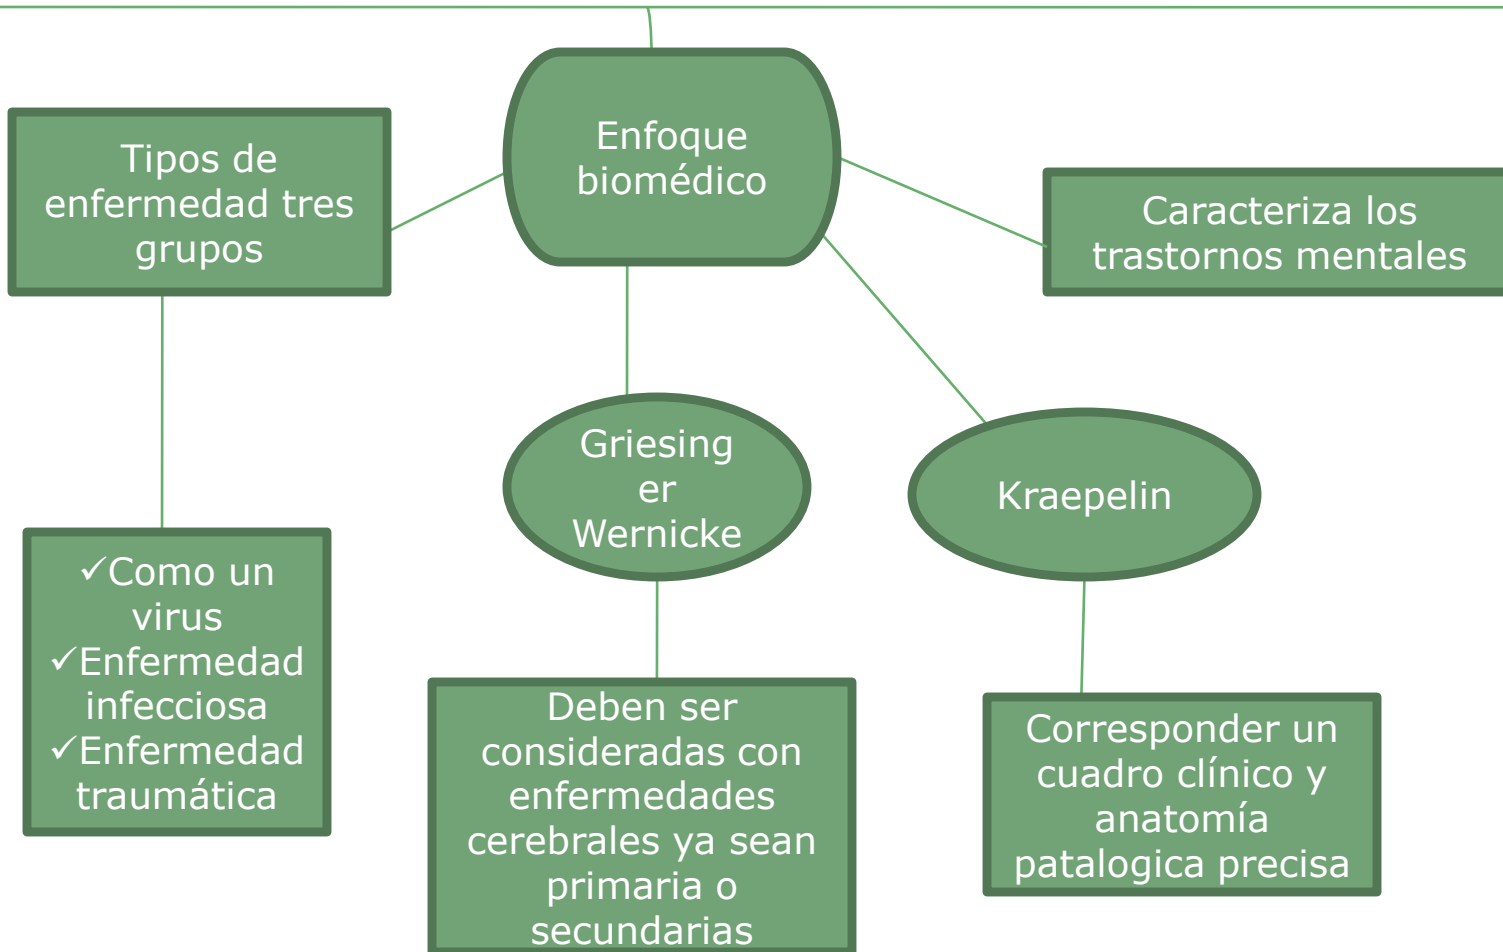 Enfoque
biomédico
Tipos de
enfermedad tres
grupos
Caracteriza los
trastornos mentales
Griesing
er
Wernicke
Kraepelin
✓Como un
virus
✓Enfermedad
infecciosa
✓Enfermedad
traumática
Deben ser
consideradas con
enfermedades
cerebrales ya sean
primaria o
secundarias
Corresponder un
cuadro clínico y
anatomía
patalogica precisa